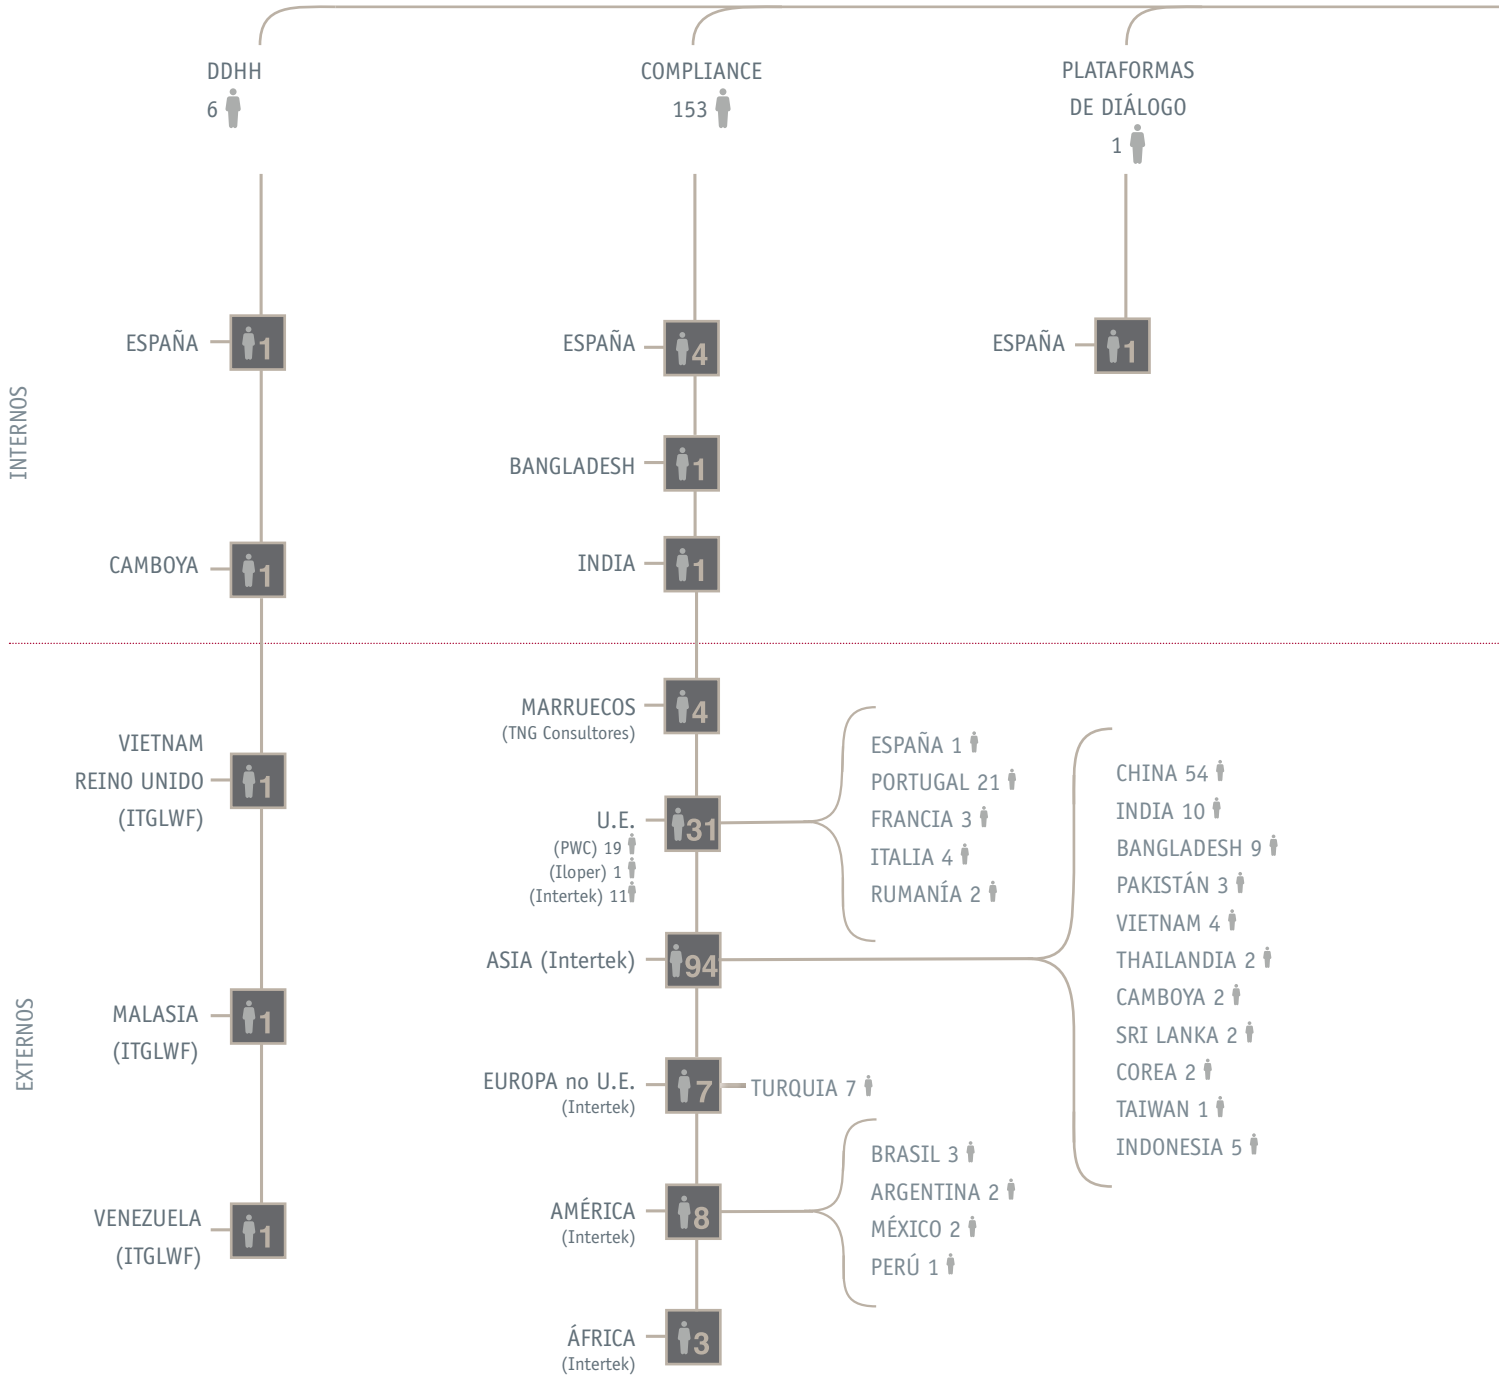 DDHH
6
COMPLIANCE
153
PLATAFORMAS
DE DIÁLOGO
1
INTERNOS
ESPAÑA 1
CAMBOYA 1
ESPAÑA 4
BANGLADESH 1
INDIA 1
ESPAÑA 1
EXTERNOS
VIETNAM
REINO UNIDO 1
(ITGLWF)
MALASIA 1
(ITGLWF)
VENEZUELA 1
(ITGLWF)
MARRUECOS 4
(TNG Consultores)
U.E. 31
(PWC) 19
(Iloper) 1
(Intertek) 11
ESPAÑA 1
PORTUGAL 21
FRANCIA 3
ITALIA 4
RUMANÍA 2
ASIA (Intertek) 94
CHINA 54
INDIA 10
BANGLADESH 9
PAKISTÁN 3
VIETNAM 4
THAILANDIA 2
CAMBOYA 2
SRI LANKA 2
COREA 2
TAIWAN 1
INDONESIA 5
EUROPA no U.E. 7
(Intertek)
TURQUIA 7
AMÉRICA 8
(Intertek)
BRASIL 3
ARGENTINA 2
MÉXICO 2
PERÚ 1
ÁFRICA 3
(Intertek)